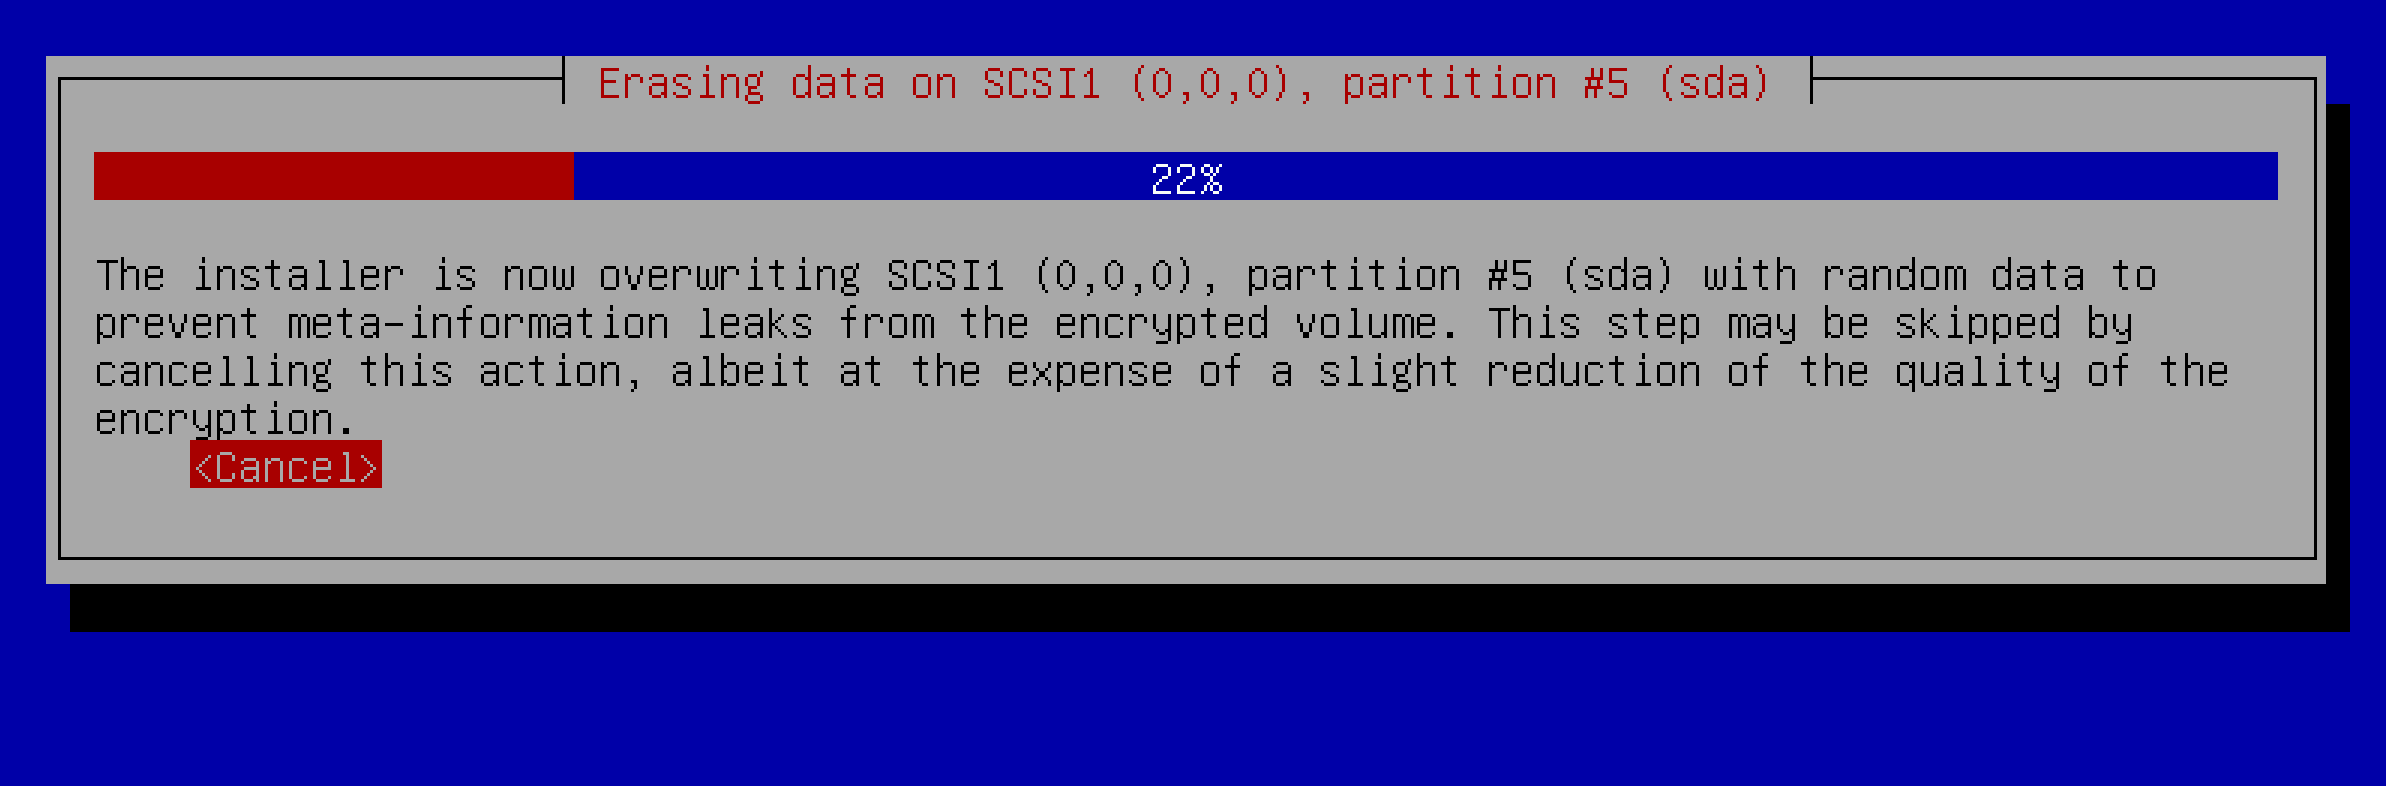 Erasing data on SCSI1 (0,0,0), partition #5 (sda)
22%
The installer is now overwriting SCSI1 (0,0,0), partition #5 (sda) with random data to
prevent meta-information leaks from the encrypted volume. This step may be skipped by
cancelling this action, albeit at the expense of a slight reduction of the quality of the
encryption.
<Cancel>